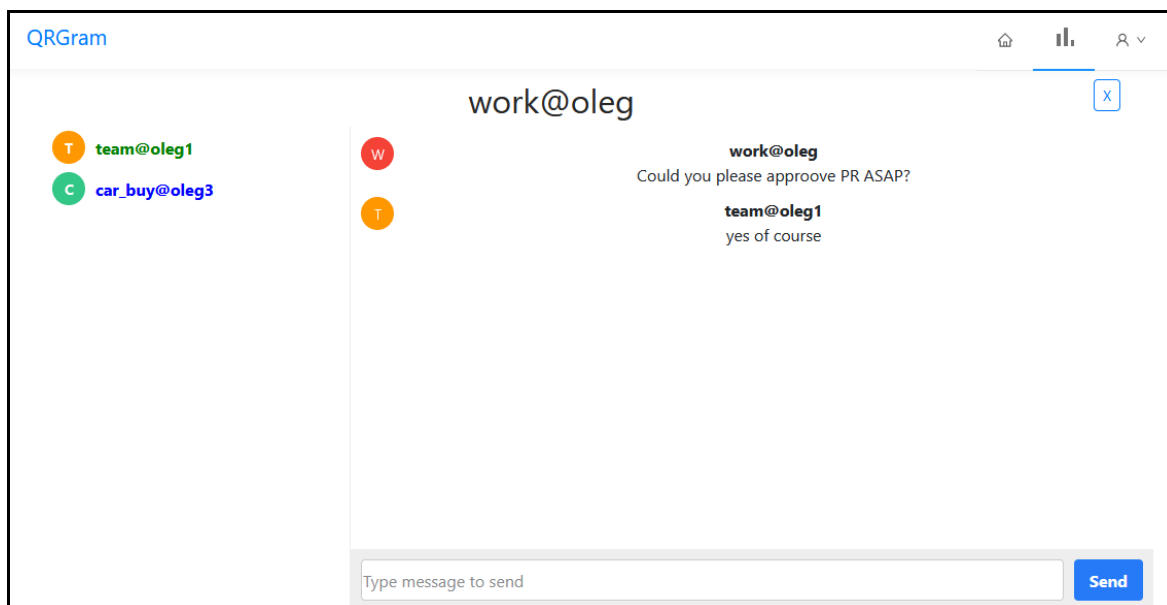 QRGram
work@oleg
X
T team@oleg1
C car_buy@oleg3
W
work@oleg
Could you please approove PR ASAP?
T
team@oleg1
yes of course
Type message to send
Send